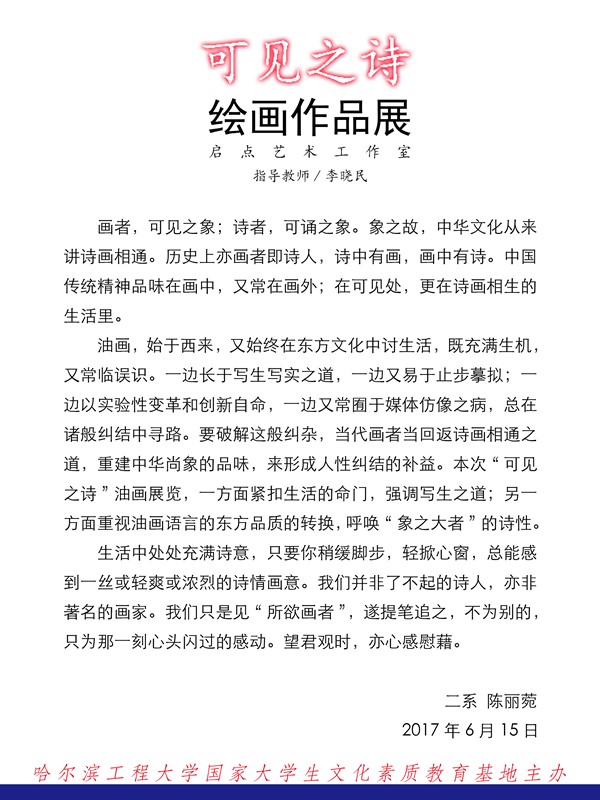 可见之诗
绘画作品展
启点艺术工作室
指导教师/李晓民
画者，可见之象；诗者，可诵之象。象之故，中华文化从来
讲诗画相通。历史上亦画者即诗人，诗中有画，画中有诗。中国
传统精神品味在画中，又常在画外；在可见处，更在诗画相生的
生活里。
油画，始于西来，又始终在东方文化中讨生活，既充满生机，
又常临误识。一边长于写生写实之道，一边又易于止步摹拟；一
边以实验性变革和创新自命，一边又常囿于媒体仿像之病，总在
诸般纠结中寻路。要破解这般纠杂，当代画者当回返诗画相通之
道，重建中华尚象的品味，来形成人性纠结的补益。本次“可见
之诗”油画展览，一方面紧扣生活的命门，强调写生之道；另一
方面重视油画语言的东方品质的转换，呼唤“象之大者”的诗性。
生活中处处充满诗意，只要你稍缓脚步，轻掀心窗，总能感
到一丝或轻爽或浓烈的诗情画意。我们并非了不起的诗人，亦非
著名的画家。我们只是见“所欲画者”，遂提笔追之，不为别的，
只为那一刻心头闪过的感动。望君观时，亦心感慰藉。
二系 陈丽菀
2017年6月15日
哈尔滨工程大学国家大学生文化素质教育基地主办